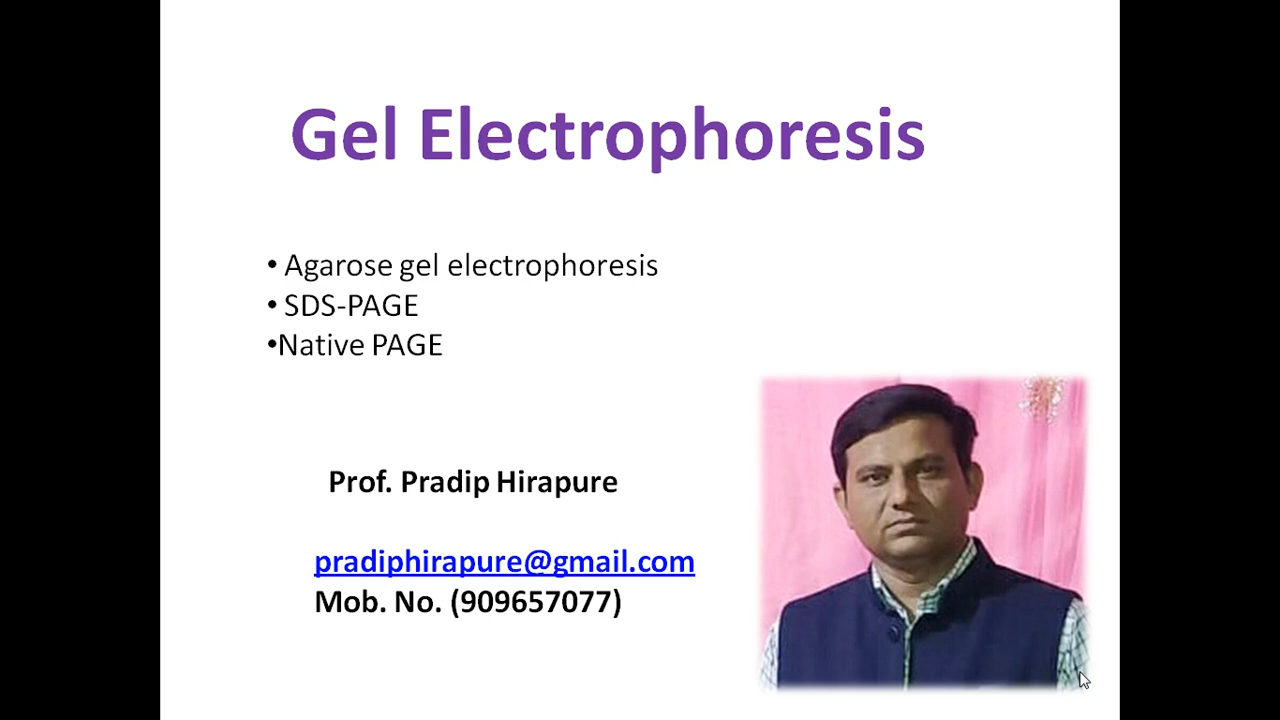 Gel Electrophoresis
• Agarose gel electrophoresis
• SDS-PAGE
•Native PAGE
Prof. Pradip Hirapure
pradiphirapure@gmail.com
Mob. No. (909657077)